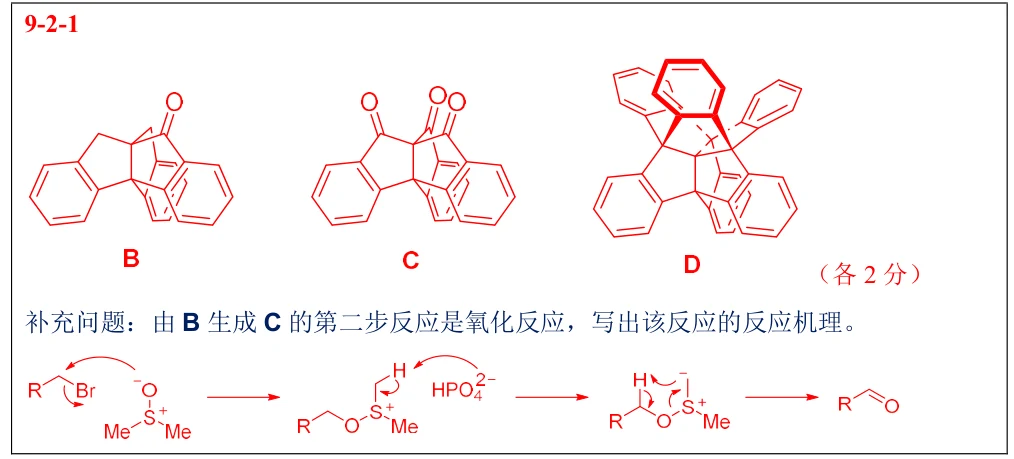 9-2-1
O
O
O
O
B
C
D
（各 2 分）
补充问题：由 B 生成 C 的第二步反应是氧化反应，写出该反应的反应机理。
R Br
−O
S+
Me Me
H
HPO4 2−
R O S+ Me
H −
R O S+ Me
R O